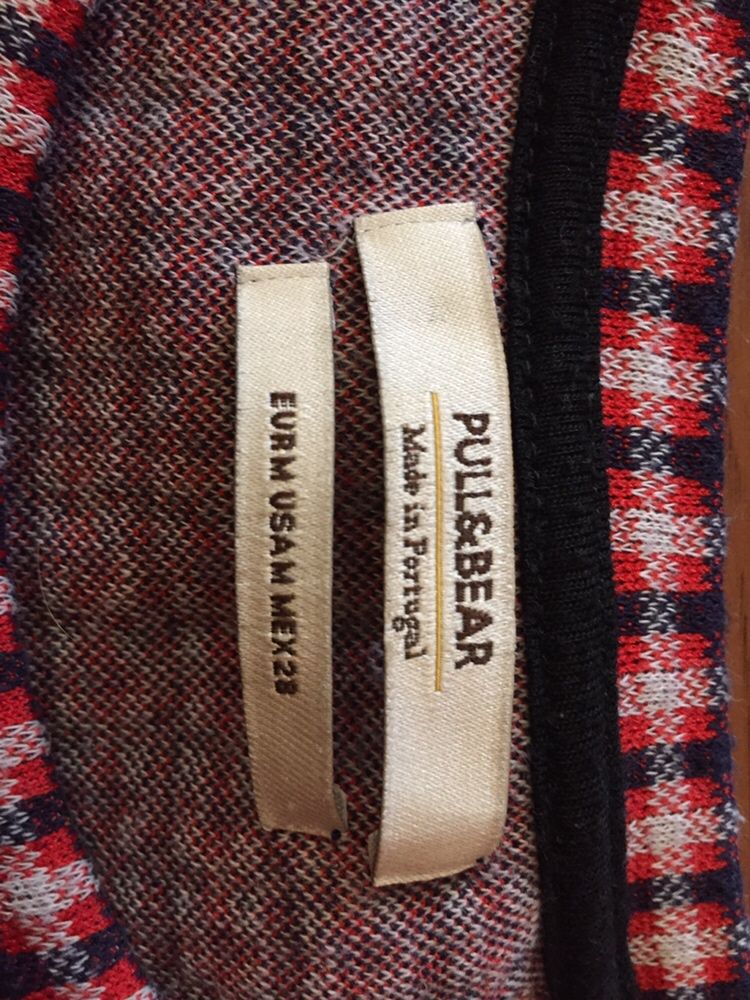 PULL&BEAR
Made in Portugal
EUR M USA M MEX 28